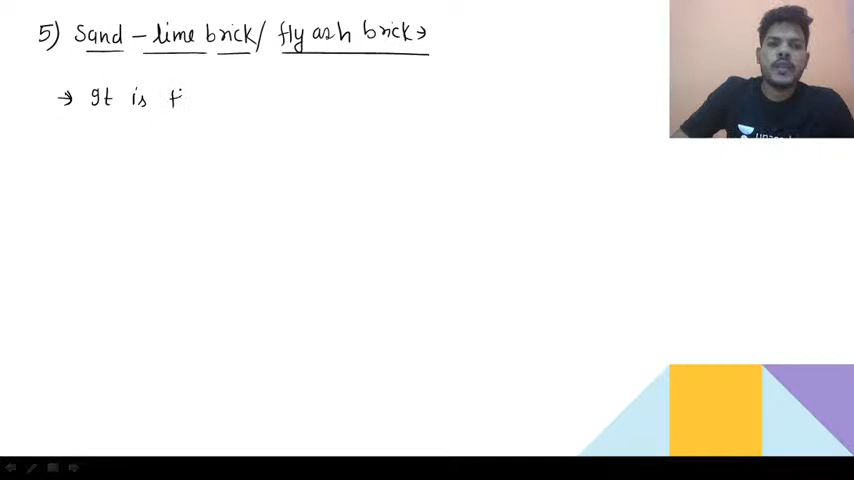 5) Sand - lime brick/ fly ash brick →
→ It is